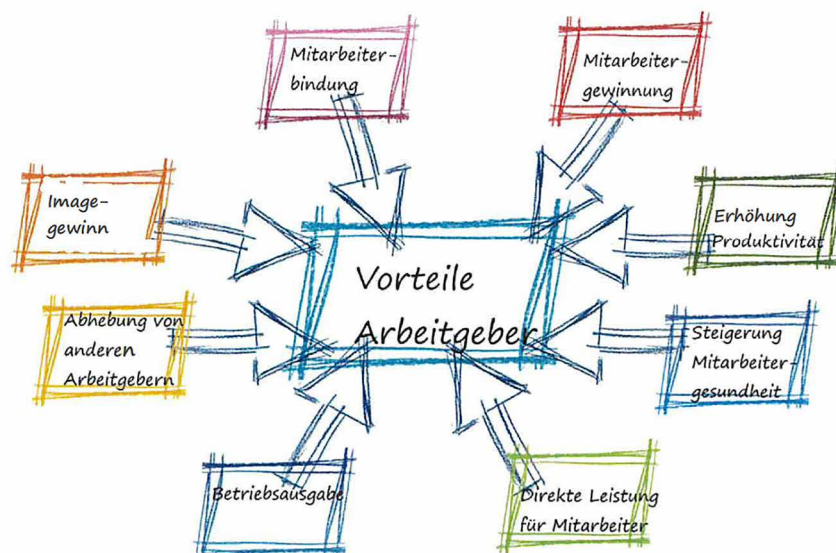 Mitarbeiter-
bindung
Mitarbeiter-
gewinnung
Image-
gewinn
Erhöhung
Produktivität
Vorteile
Arbeitgeber
Abhebung von
anderen
Arbeitgebern
Steigerung
Mitarbeiter-
gesundheit
Betriebsausgabe
Direkte Leistung
für Mitarbeiter